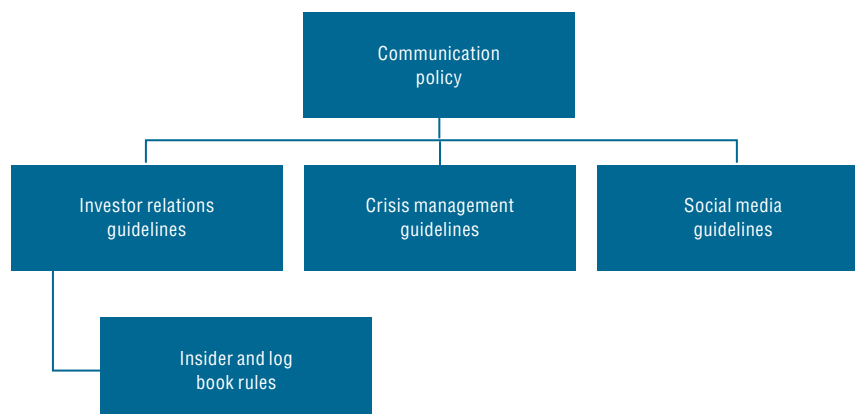 Communication
policy
Investor relations
guidelines
Crisis management
guidelines
Social media
guidelines
Insider and log
book rules